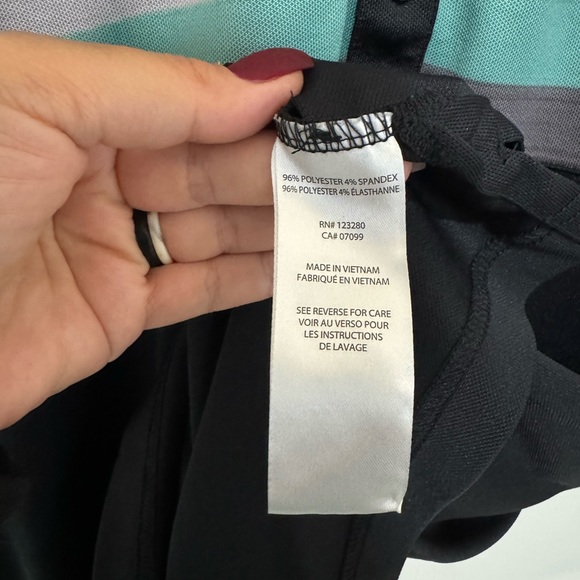 96% POLYESTER 4% SPANDEX
96% POLYESTER 4% ÉLASTHANNE
RN# 123280
CA# 07099
MADE IN VIETNAM
FABRIQUÉ EN VIETNAM
SEE REVERSE FOR CARE
VOIR AU VERSO POUR
LES INSTRUCTIONS
DE LAVAGE